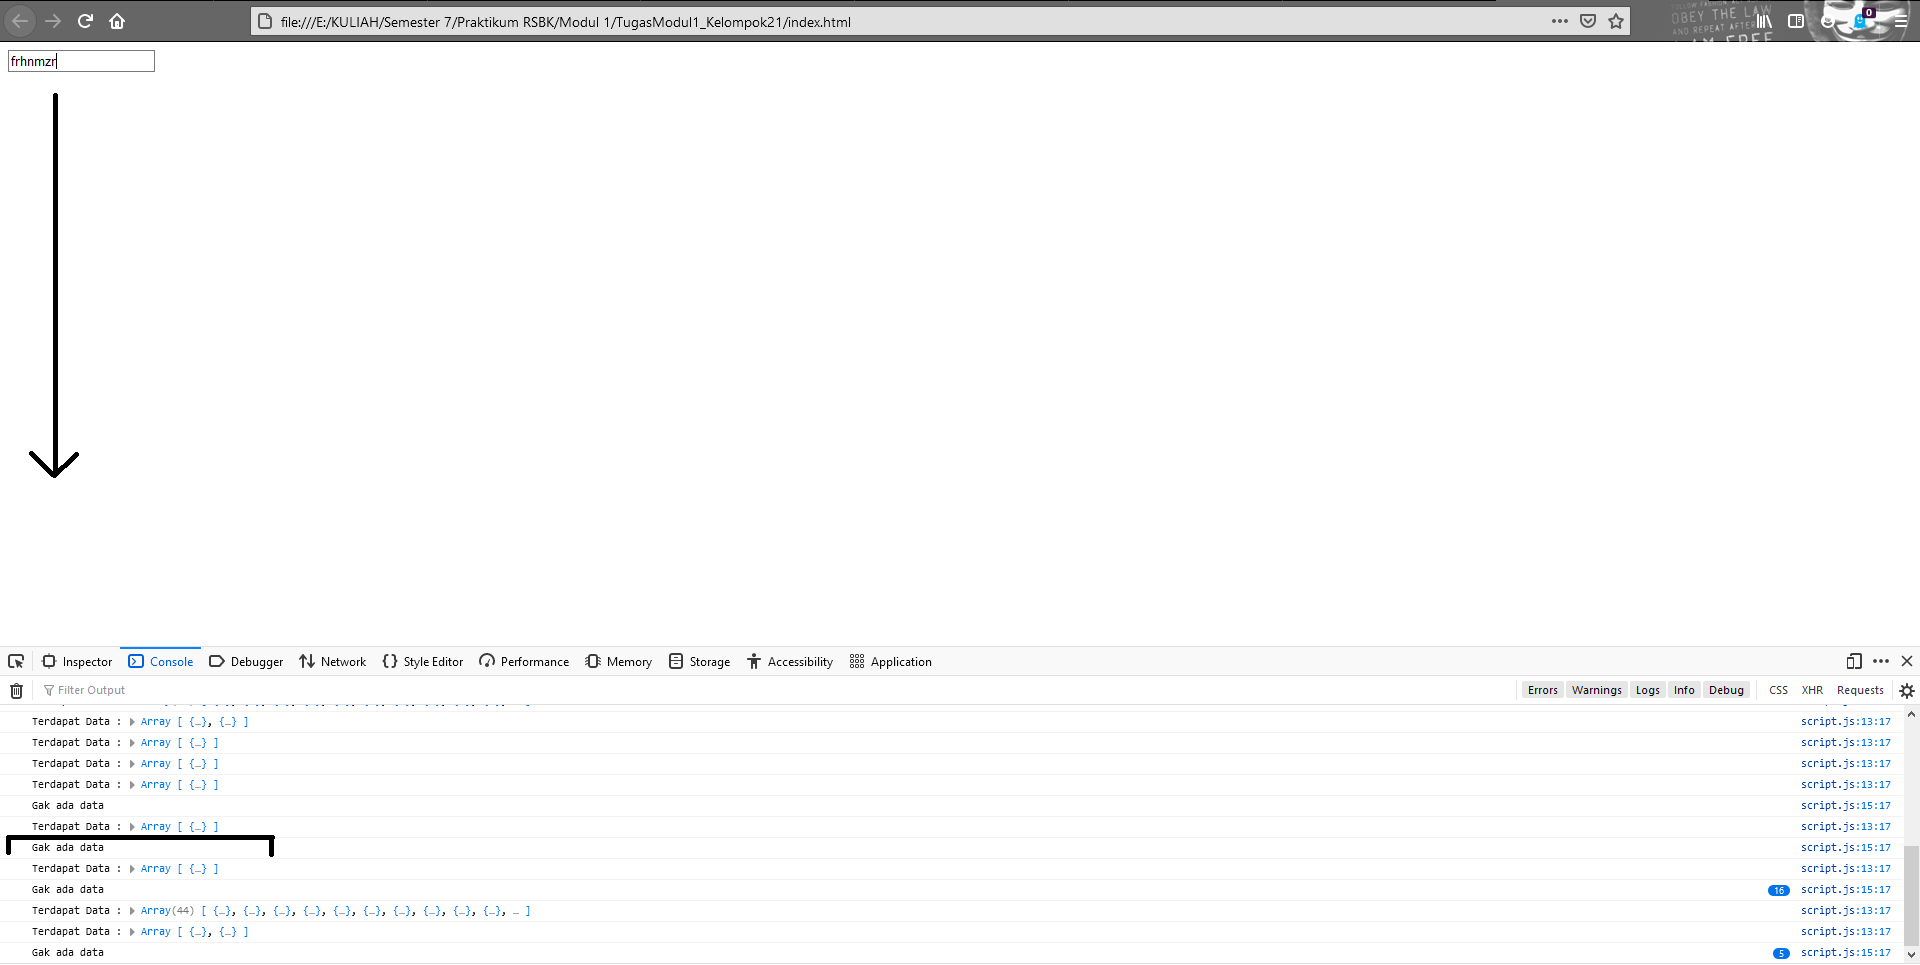 file:///E:/KULIAH/Semester 7/Praktikum RSBK/Modul 1/TugasModul1_Kelompok21/index.html
OBEY THE LAW
AND REPEAT AFTER
I AM FREE
0
frhnmzr
Inspector Console Debugger Network Style Editor Performance Memory Storage Accessibility Application
Filter Output Errors Warnings Logs Info Debug CSS XHR Requests
Terdapat Data : Array [ {…}, {…} ] script.js:13:17
Terdapat Data : Array [ {…} ] script.js:13:17
Terdapat Data : Array [ {…} ] script.js:13:17
Terdapat Data : Array [ {…} ] script.js:13:17
Gak ada data script.js:15:17
Terdapat Data : Array [ {…} ] script.js:13:17
Gak ada data script.js:15:17
Terdapat Data : Array [ {…} ] script.js:13:17
Gak ada data 16 script.js:15:17
Terdapat Data : Array(44) [ {…}, {…}, {…}, {…}, {…}, {…}, {…}, {…}, {…}, {…}, … ] script.js:13:17
Terdapat Data : Array [ {…}, {…} ] script.js:13:17
Gak ada data 5 script.js:15:17